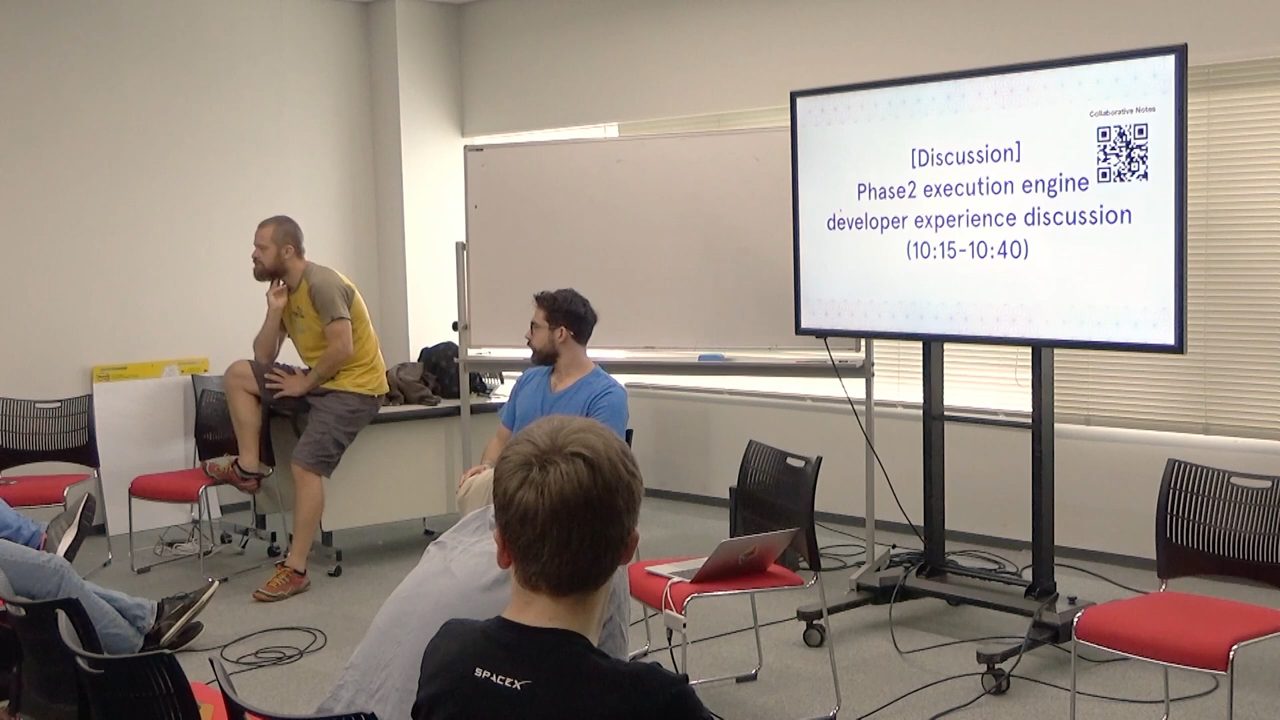 Collaborative Notes
[Discussion]
Phase2 execution engine
developer experience discussion
(10:15-10:40)
SPACEX